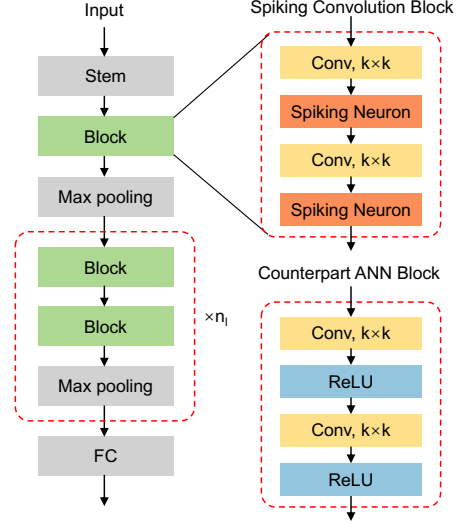 Input
Stem
Block
Max pooling
Block
Block
Max pooling
×n_l
FC
Spiking Convolution Block
Conv, k×k
Spiking Neuron
Conv, k×k
Spiking Neuron
Counterpart ANN Block
Conv, k×k
ReLU
Conv, k×k
ReLU